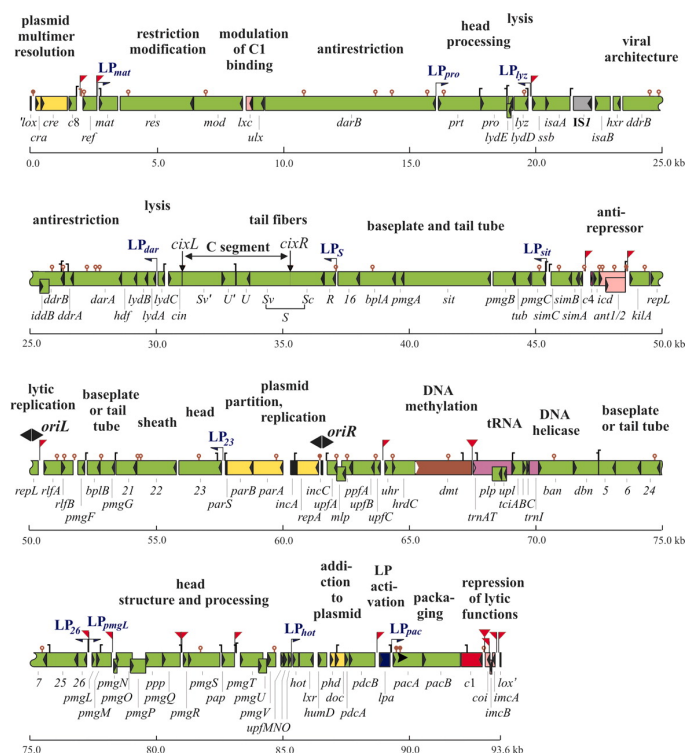 plasmid multimer resolution
restriction modification
modulation of C1 binding
antirestriction
head processing
lysis
viral architecture
LPmat LPpro LPlyz
'lox cre c8 mat res mod lxc darB prt pro lyz isaA IS1 hxr ddrB
cra ref ulx lydE lydD ssb isaB
0.0 5.0 10.0 15.0 20.0 25.0 kb
antirestriction
lysis
tail fibers
baseplate and tail tube
anti-repressor
LPdar cixL C segment cixR LPS LPsit
ddrB darA lydB lydC Sv' U' U Sv Sc R 16 bplA pmgA sit pmgB pmgC simB c4 icd repL
iddB ddrA hdf lydA cin S tub simC simA ant1/2 kilA
25.0 30.0 35.0 40.0 45.0 50.0 kb
lytic replication
baseplate or tail tube
sheath
head
plasmid partition, replication
DNA methylation
tRNA
DNA helicase
baseplate or tail tube
oriL LP23 oriR
repL rlfA bplB 21 22 23 parB parA incC ppfA uhr dmt plp upl ban dbn 5 6 24
rlfB pmgG parS incA upfA upfB hrdC tciABC
pmgF repA mlp upfC trnAT trnI
50.0 55.0 60.0 65.0 70.0 75.0 kb
head structure and processing
addiction to plasmid
LP activation
packaging
repression of lytic functions
LP26 LPpmgL LPhot LPpac
7 25 26 pmgN ppp pmgS pmgT hot phd pdcB pacA pacB c1 lox'
pmgL pmgO pmgQ pap pmgU lxr doc lpa coi imcA
pmgM pmgP pmgR pmgV humD pdcA imcB
upfMNO
75.0 80.0 85.0 90.0 93.6 kb